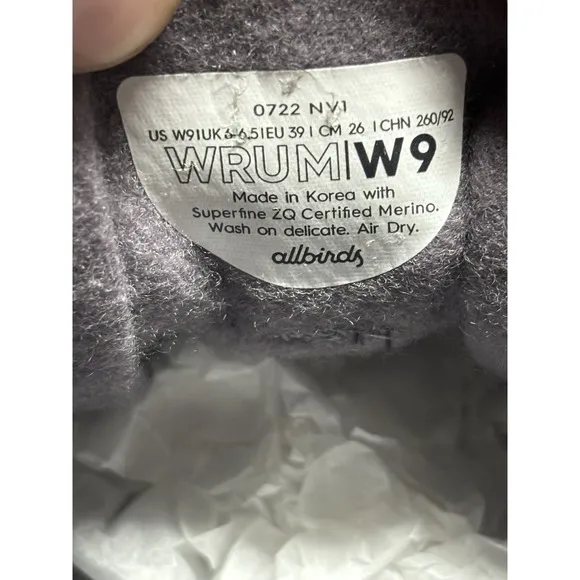 0722 NV1
US W9|UK 6-6.5|EU 39 | CM 26 | CHN 260/92
WRUM|W9
Made in Korea with
Superfine ZQ Certified Merino.
Wash on delicate. Air Dry.
allbirds